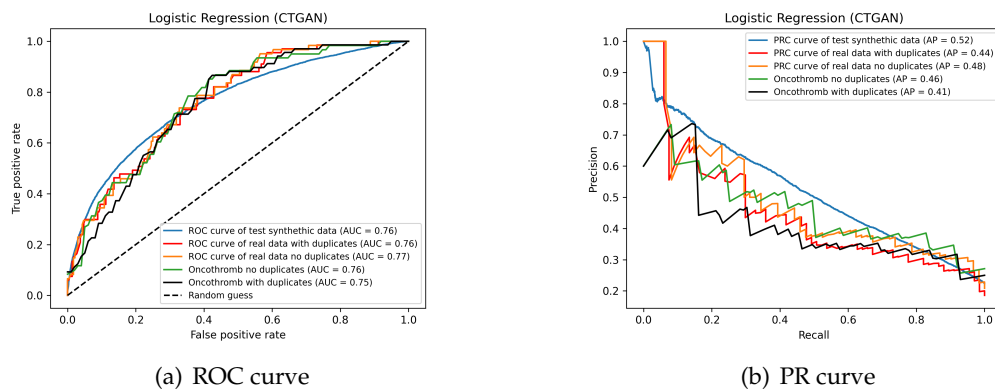 Logistic Regression (CTGAN)
1.0
0.8
0.6
0.4
0.2
0.0
True positive rate
ROC curve of test synthethic data (AUC = 0.76)
ROC curve of real data with duplicates (AUC = 0.76)
ROC curve of real data no duplicates (AUC = 0.77)
Oncothromb no duplicates (AUC = 0.76)
Oncothromb with duplicates (AUC = 0.75)
Random guess
0.0 0.2 0.4 0.6 0.8 1.0
False positive rate
(a) ROC curve
Logistic Regression (CTGAN)
1.0
0.9
0.8
0.7
0.6
0.5
0.4
0.3
0.2
Precision
PRC curve of test synthethic data (AP = 0.52)
PRC curve of real data with duplicates (AP = 0.44)
PRC curve of real data no duplicates (AP = 0.48)
Oncothromb no duplicates (AP = 0.46)
Oncothromb with duplicates (AP = 0.41)
0.0 0.2 0.4 0.6 0.8 1.0
Recall
(b) PR curve